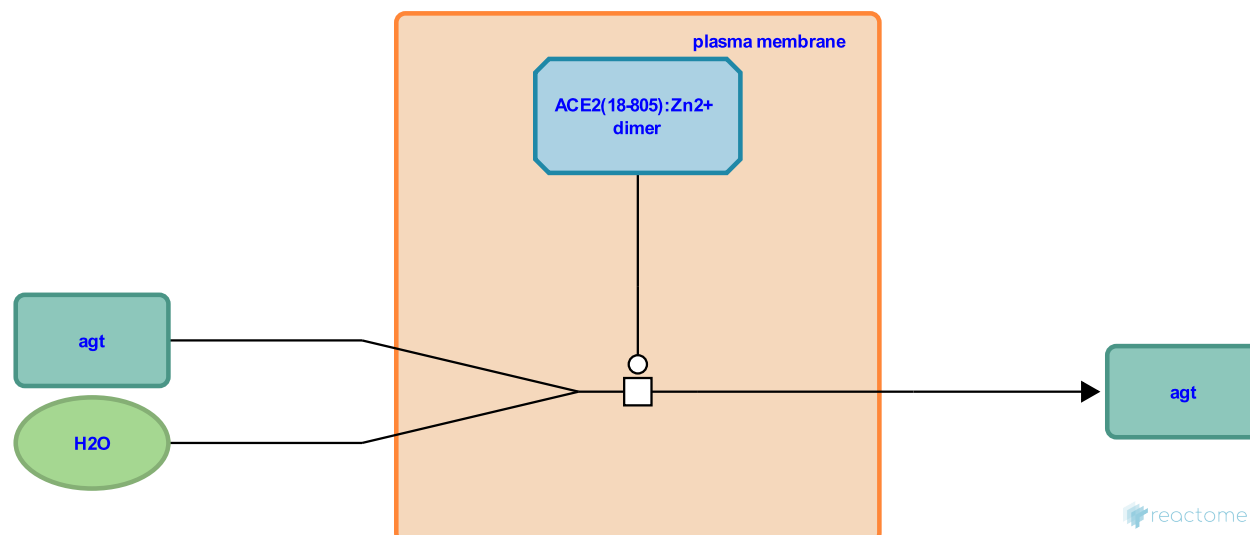 plasma membrane
ACE2(18-805):Zn2+
dimer
agt
H2O
agt
reactome